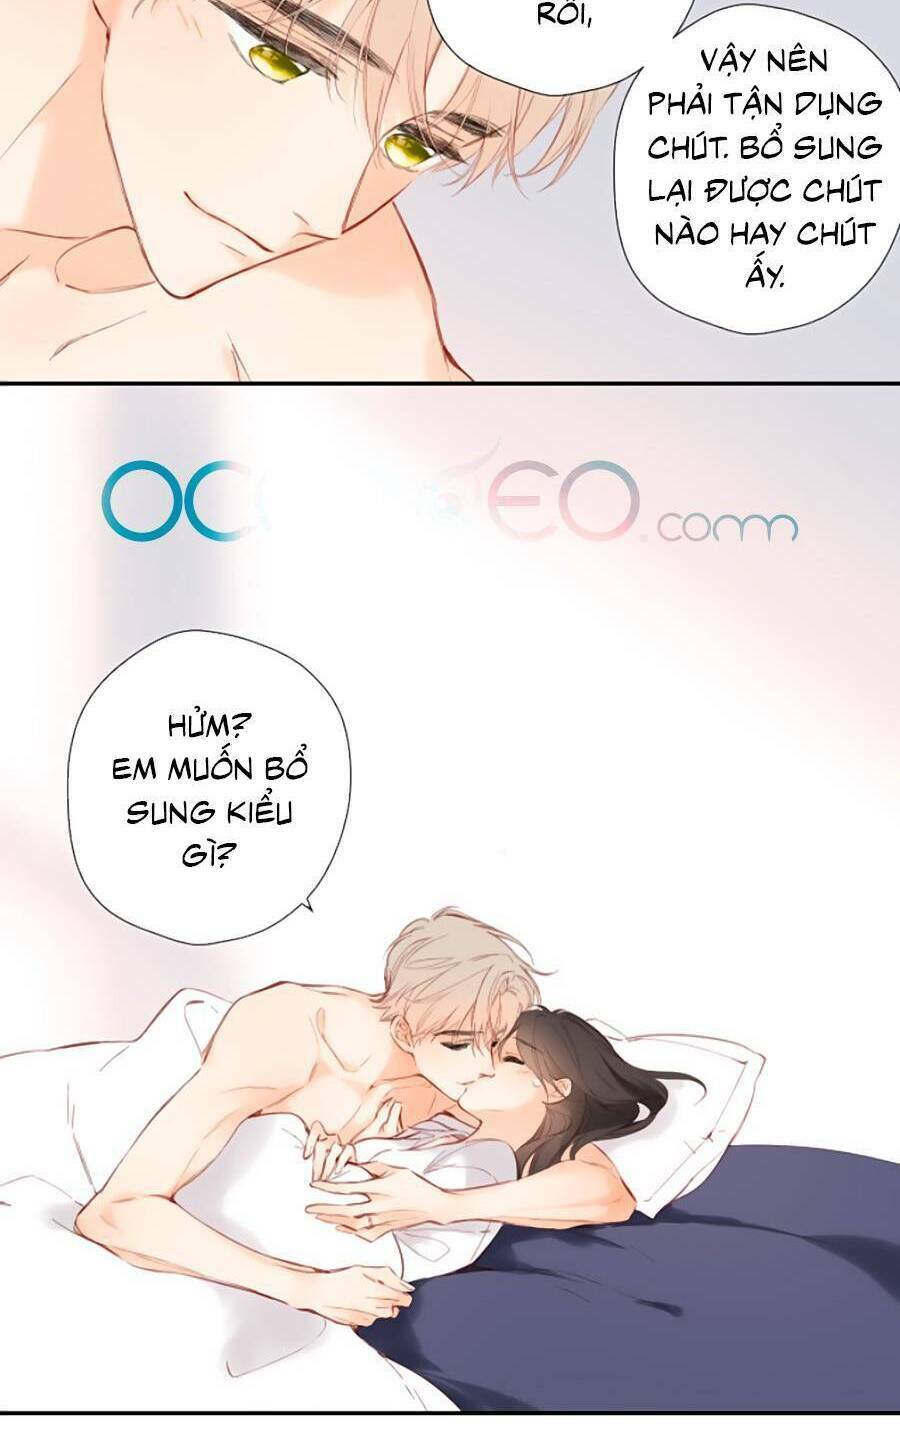 RỒI,
VẬY NÊN
PHẢI TẬN DỤNG
CHÚT. BỔ SUNG
LẠI ĐƯỢC CHÚT
NÀO HAY CHÚT
ẤY.
HỬM?
EM MUỐN BỔ
SUNG KIỂU
GÌ?